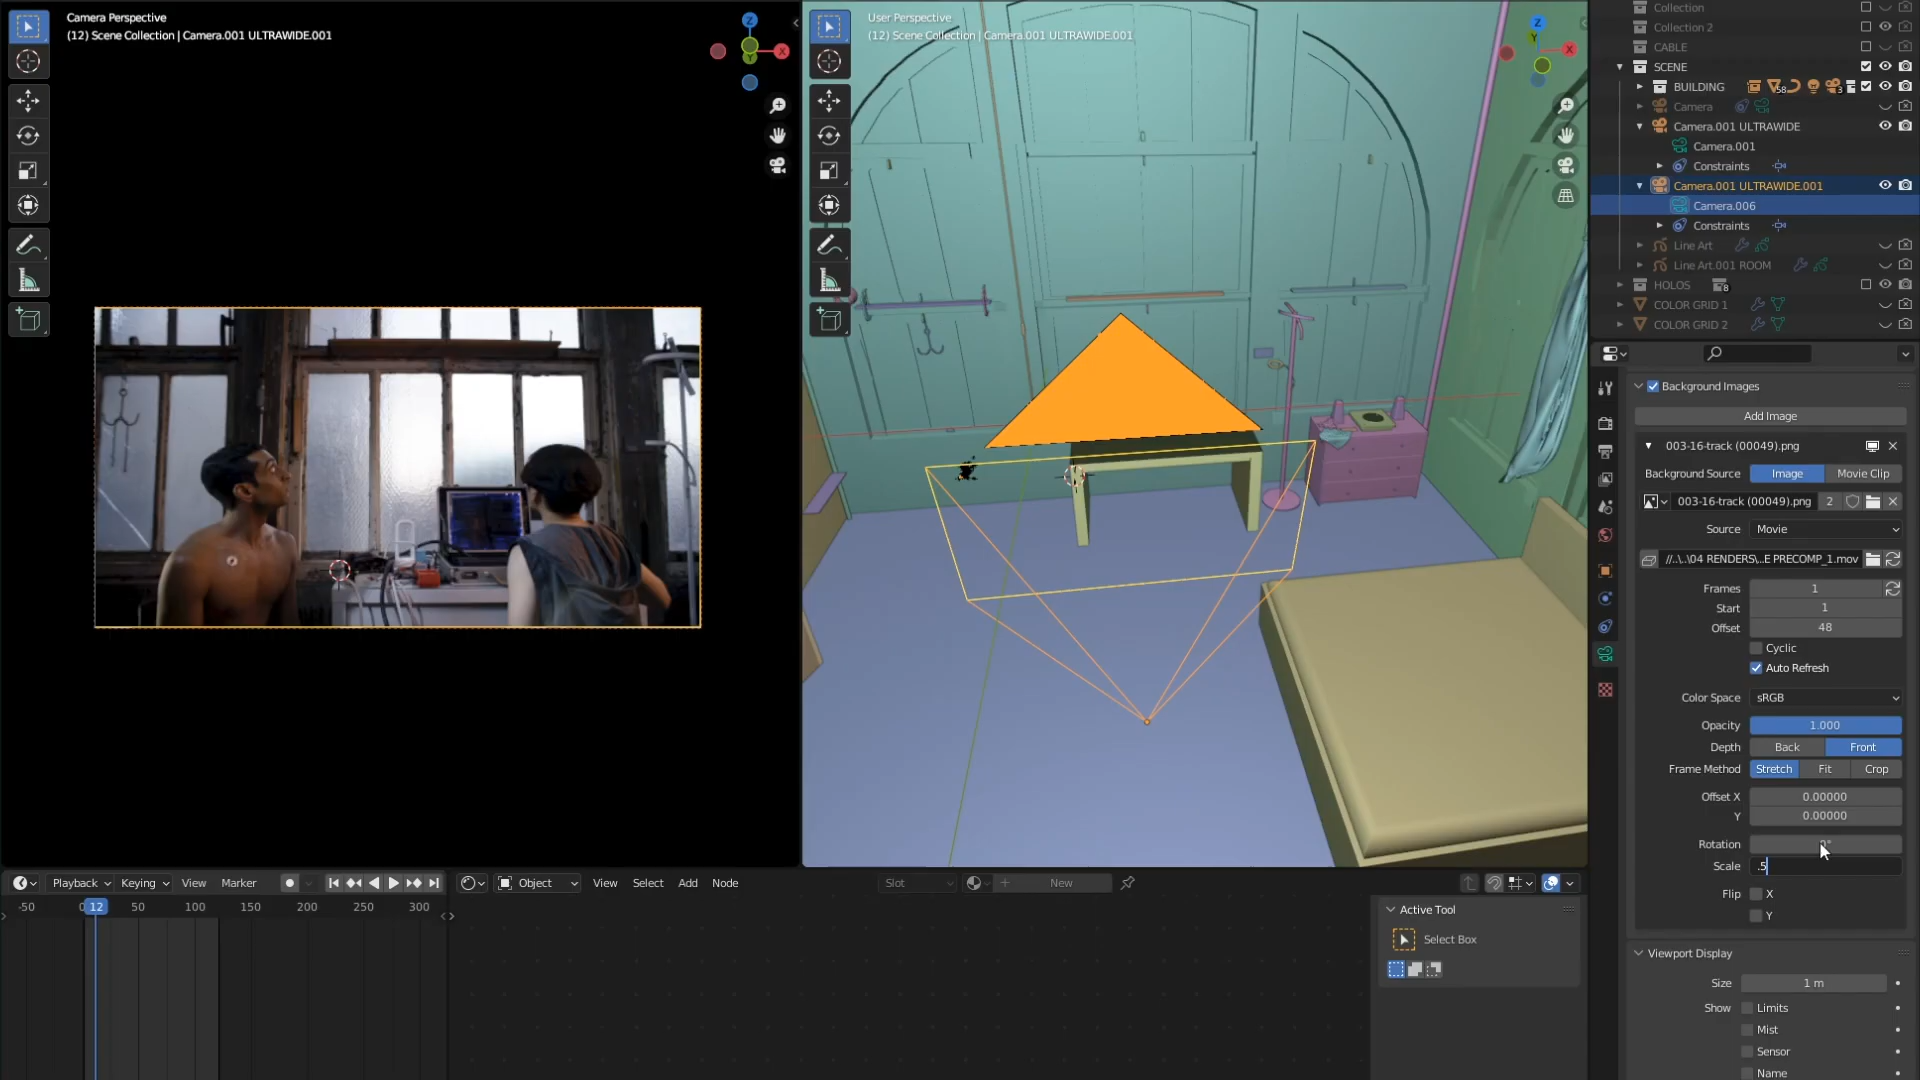 Camera Perspective
(12) Scene Collection | Camera.001 ULTRAWIDE.001
User Perspective
(12) Scene Collection | Camera.001 ULTRAWIDE.001
Z
X
Y
Z
X
Y
Collection
Collection 2
CABLE
SCENE
BUILDING
58
3
Camera
Camera.001 ULTRAWIDE
Camera.001
Constraints
Camera.001 ULTRAWIDE.001
Camera.006
Constraints
Line Art
Line Art.001 ROOM
HOLOS
8
COLOR GRID 1
COLOR GRID 2
Background Images
Add Image
003-16-track (00049).png
Background Source Image Movie Clip
003-16-track (00049).png 2
Source Movie
//..\..\04 RENDERS\...E PRECOMP_1.mov
Frames 1
Start 1
Offset 48
Cyclic
Auto Refresh
Color Space sRGB
Opacity 1.000
Depth Back Front
Frame Method Stretch Fit Crop
Offset X 0.00000
Y 0.00000
Rotation
Scale .5
Flip X
Y
Viewport Display
Size 1 m
Show Limits
Mist
Sensor
Name
Playback Keying View Marker
-50 0 12 50 100 150 200 250 300
Object View Select Add Node Slot New
Active Tool
Select Box